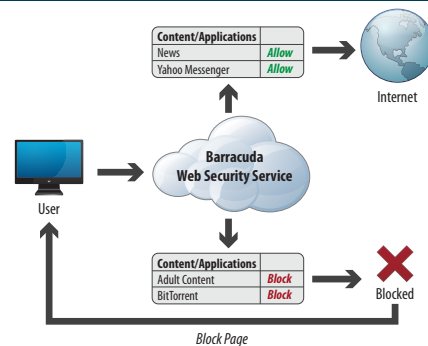 Content/Applications
News Allow
Yahoo Messenger Allow
Internet
Barracuda
Web Security Service
User
Content/Applications
Adult Content Block
BitTorrent Block
Blocked
Block Page